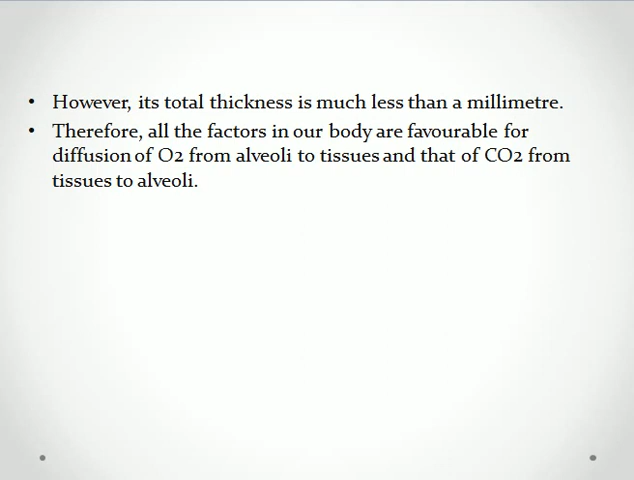 • However, its total thickness is much less than a millimetre.
• Therefore, all the factors in our body are favourable for
diffusion of O2 from alveoli to tissues and that of CO2 from
tissues to alveoli.